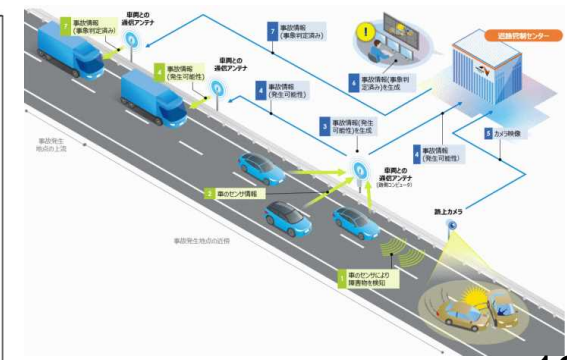 7 事故情報
(事象判定済み)
車両との
通信アンテナ
7 事故情報
(事象判定済み)
4 事故情報
(発生可能性)
車両との
通信アンテナ
4 事故情報
(発生可能性)
6 事故情報(事象判
定済み)を生成
道路管制センター
3 事故情報(発生
可能性)を生成
4 事故情報
(発生可能性)
5 カメラ映像
事故発生
地点の上流
車両との
通信アンテナ
2 車のセンサ情報
路上カメラ
事故発生地点の近傍
1 車のセンサにより
障害物を検知